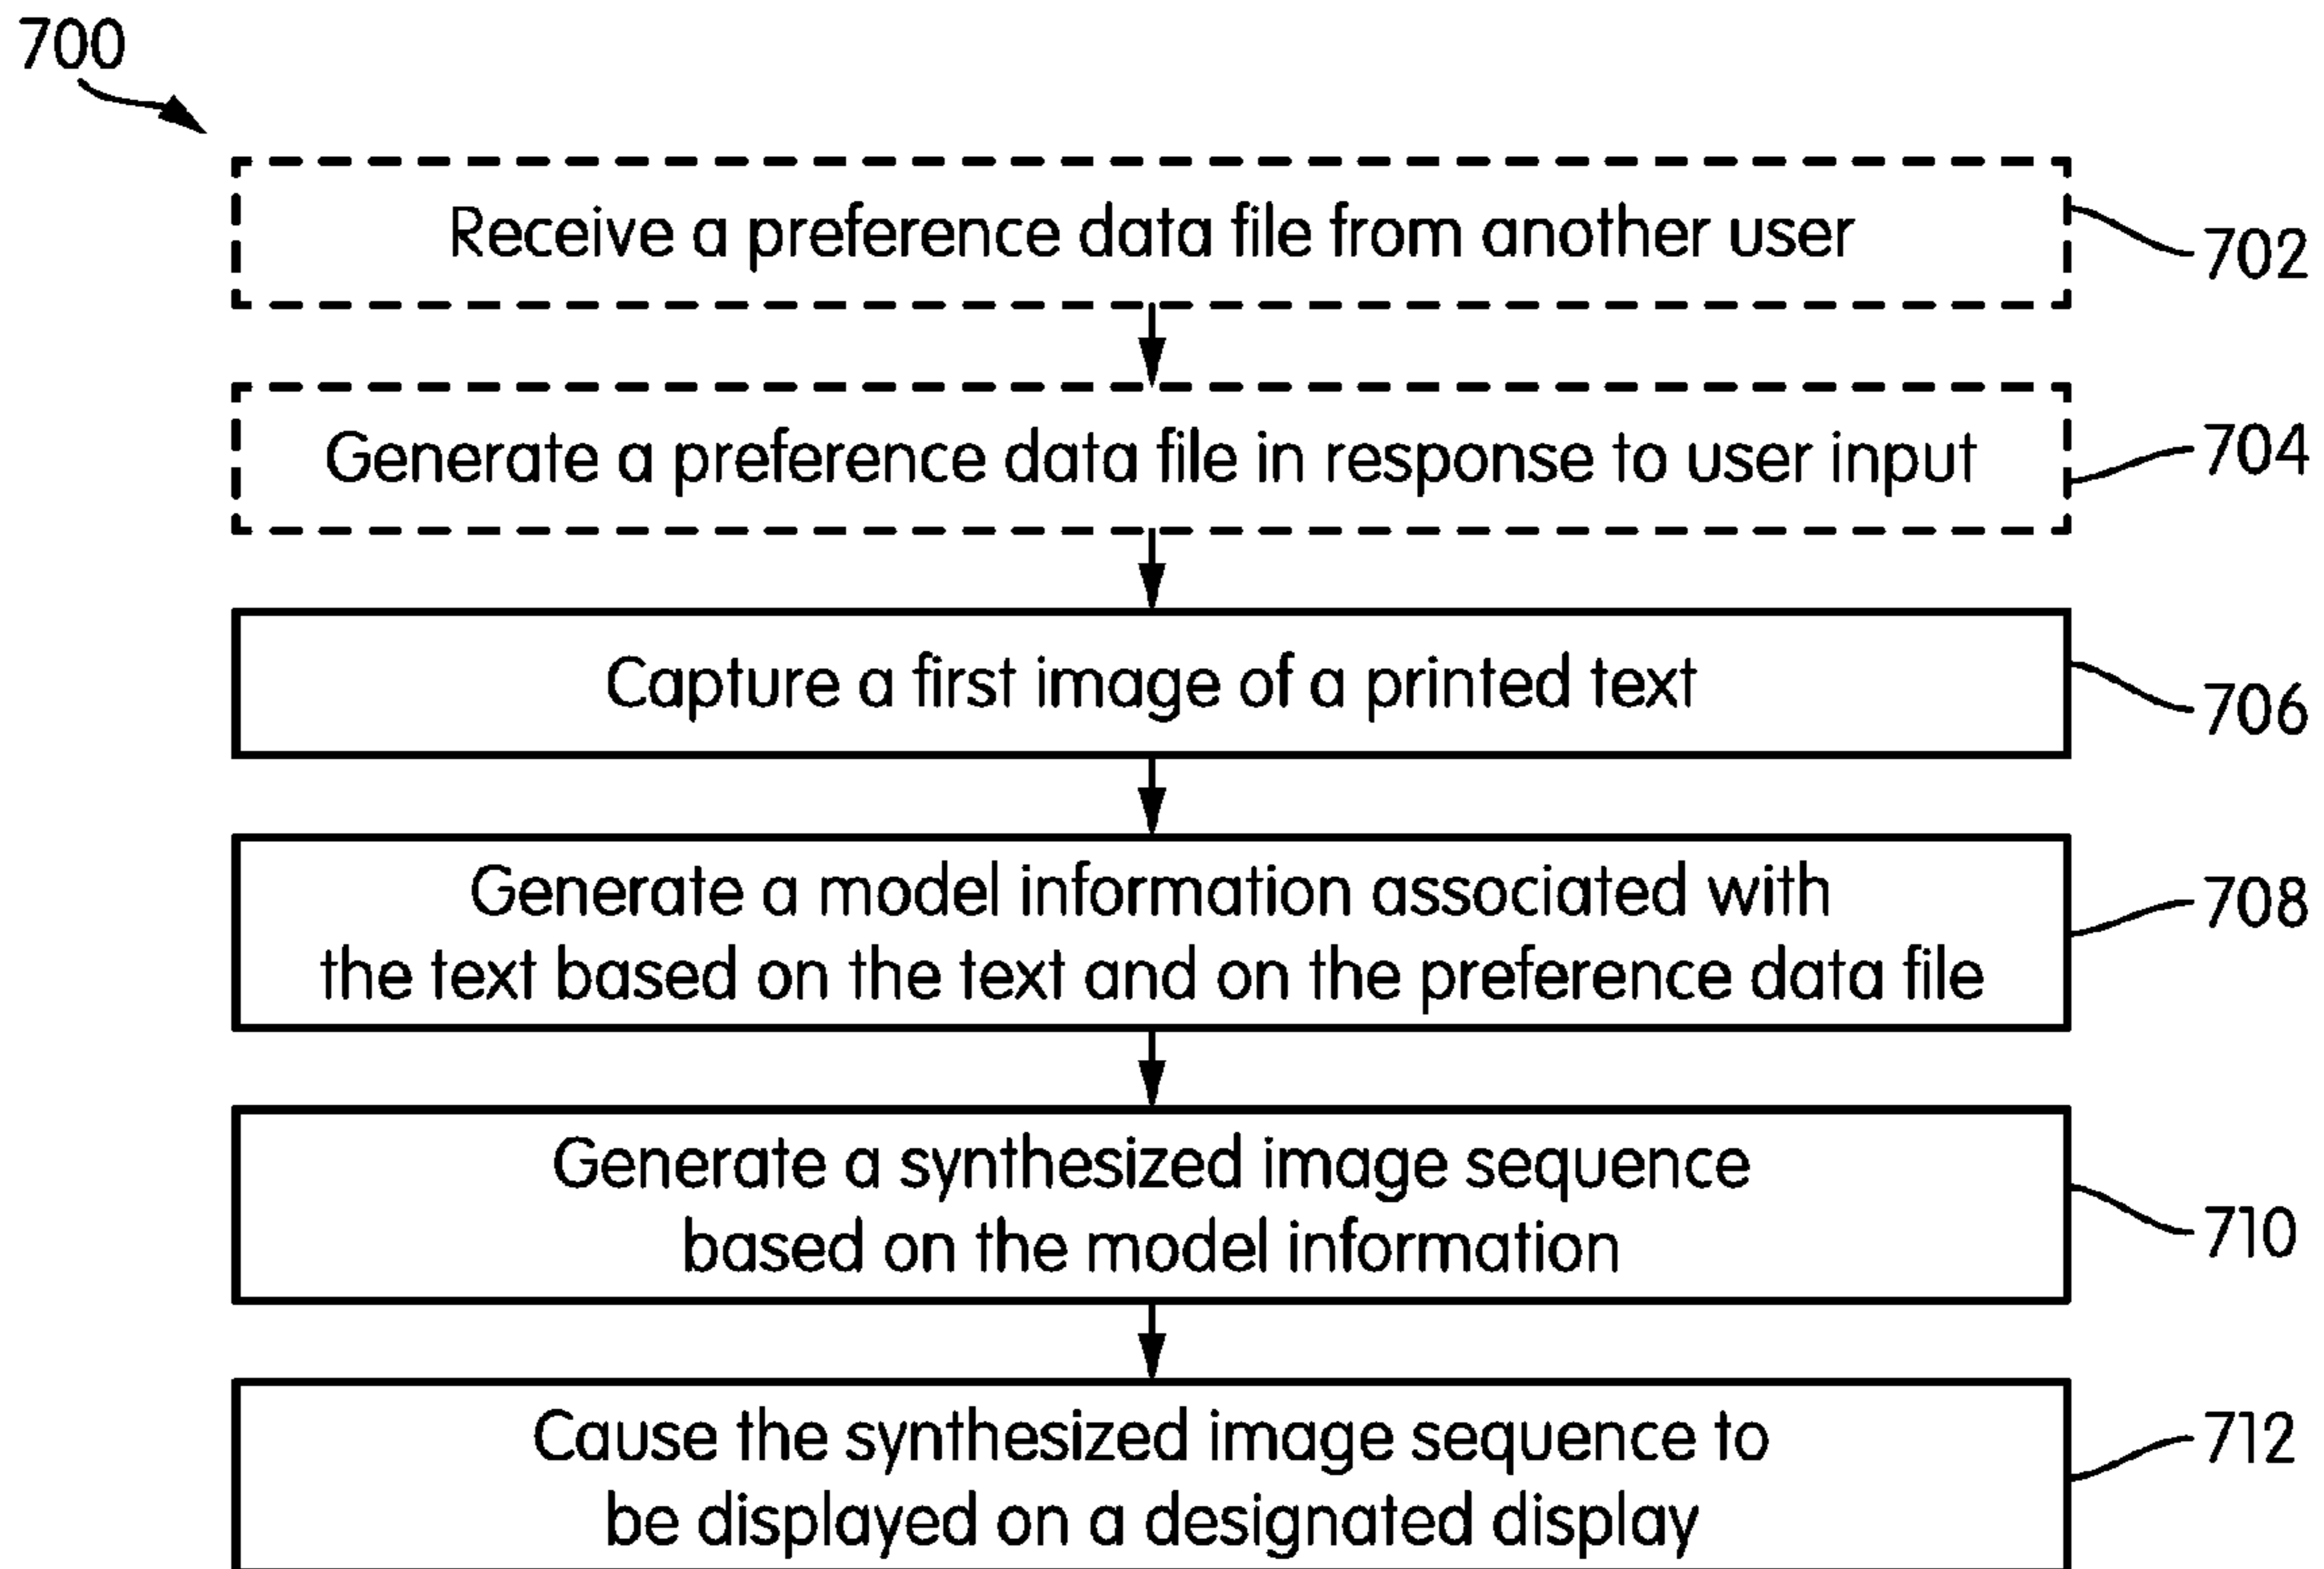 700
Receive a preference data file from another user
702
Generate a preference data file in response to user input
704
Capture a first image of a printed text
706
Generate a model information associated with
the text based on the text and on the preference data file
708
Generate a synthesized image sequence
based on the model information
710
Cause the synthesized image sequence to
be displayed on a designated display
712